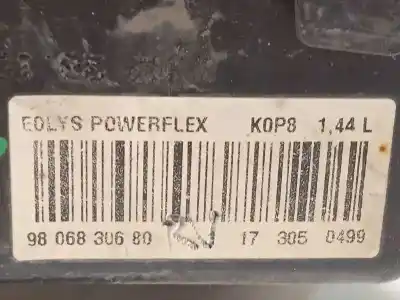 EOLYS POWERFLEX K0P8 1,44 L
98 068 306 80 17 305 0499